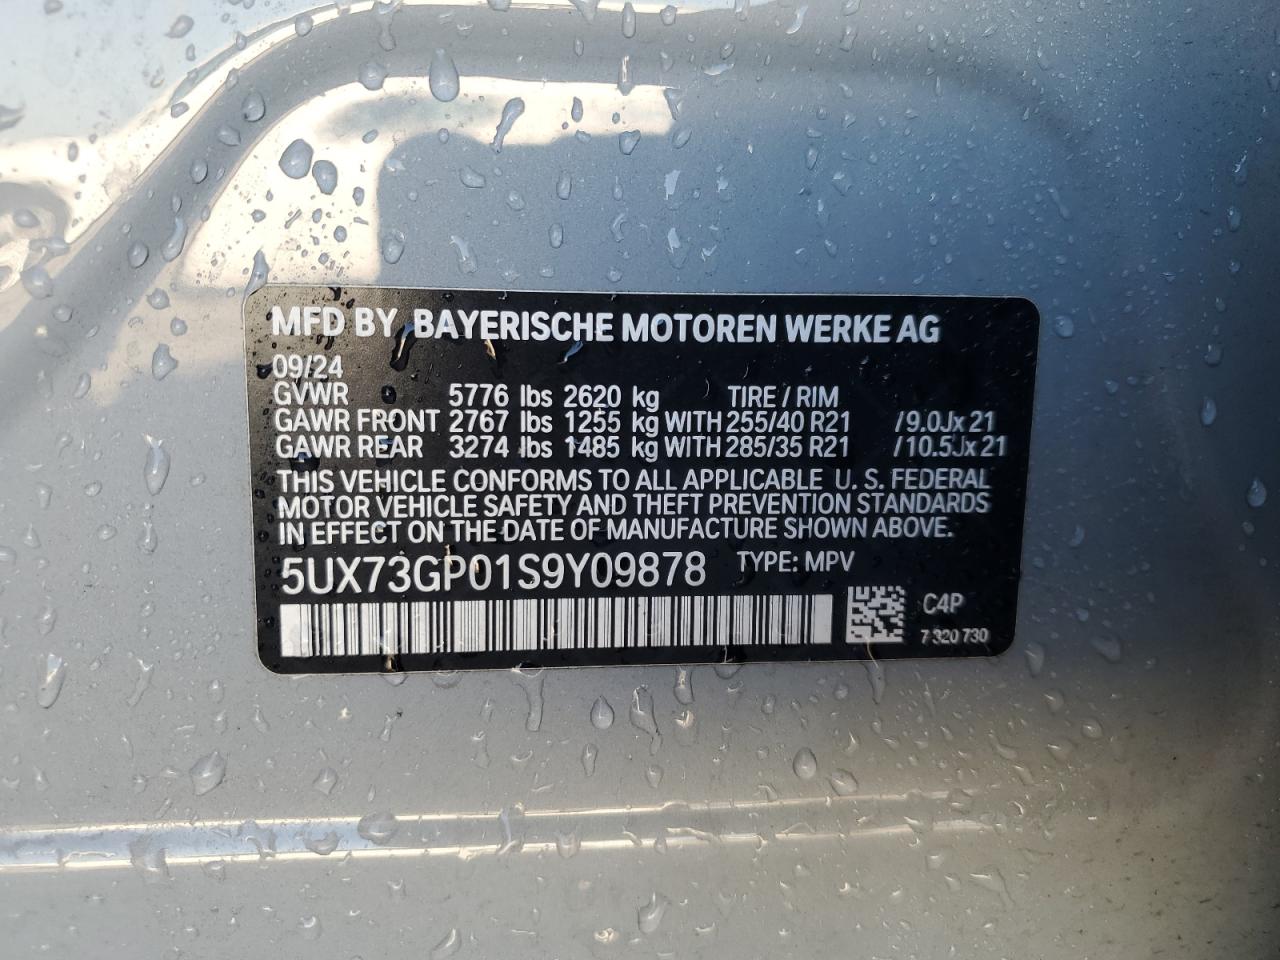 MFD BY BAYERISCHE MOTOREN WERKE AG
09/24
GVWR 5776 lbs 2620 kg TIRE / RIM
GAWR FRONT 2767 lbs 1255 kg WITH 255/40 R21 /9.0Jx 21
GAWR REAR 3274 lbs 1485 kg WITH 285/35 R21 /10.5Jx 21
THIS VEHICLE CONFORMS TO ALL APPLICABLE U. S. FEDERAL
MOTOR VEHICLE SAFETY AND THEFT PREVENTION STANDARDS
IN EFFECT ON THE DATE OF MANUFACTURE SHOWN ABOVE.
5UX73GP01S9Y09878 TYPE: MPV
C4P
7 320 730